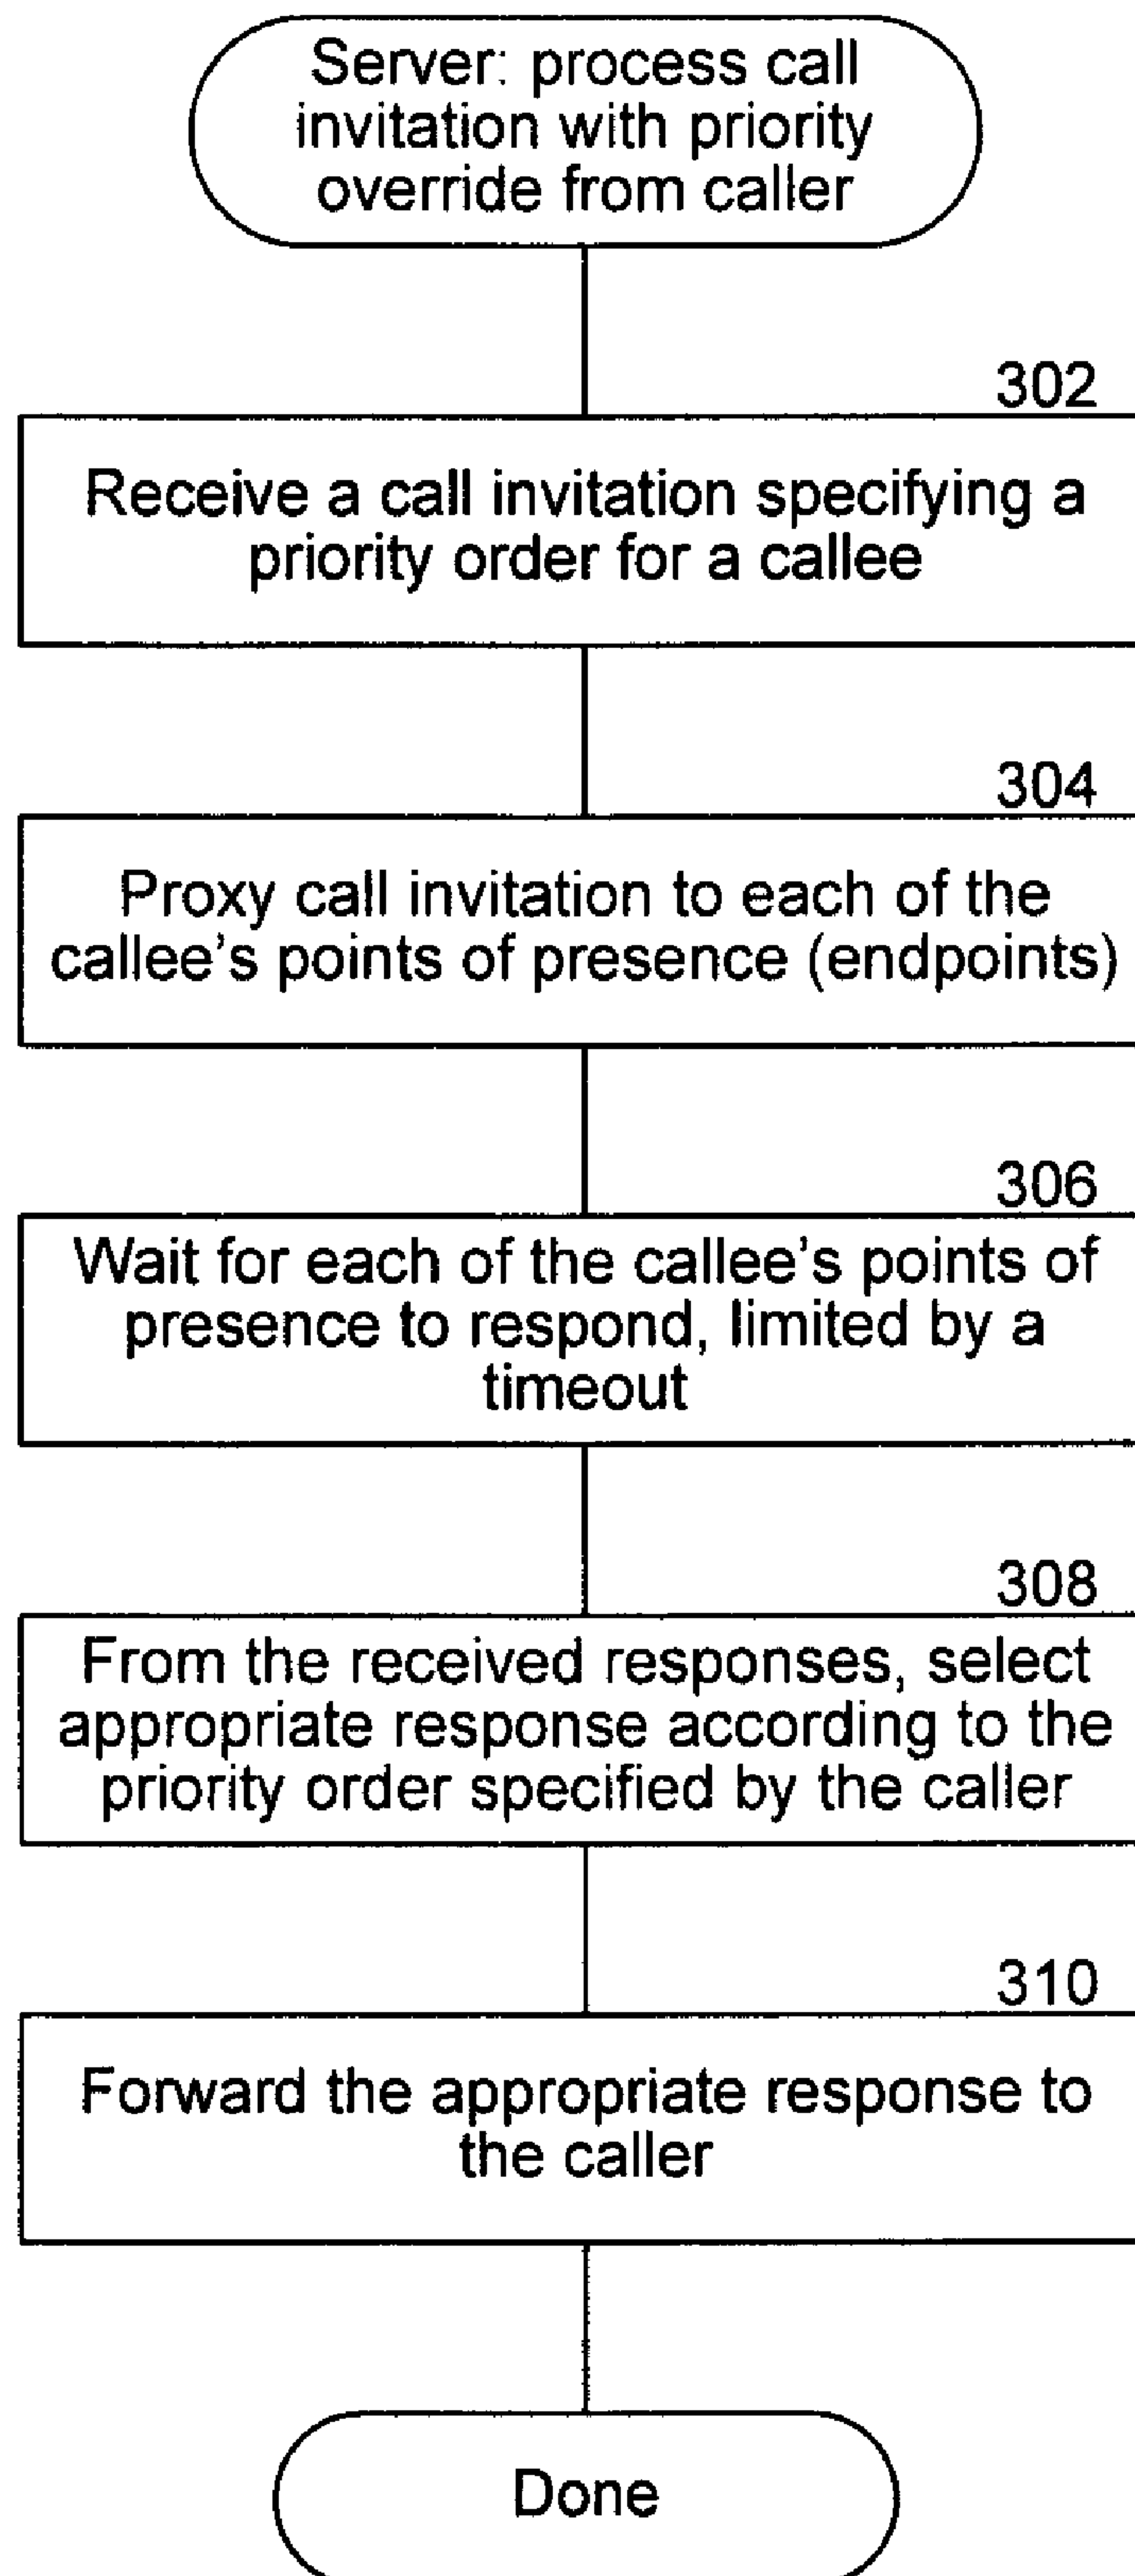 Server: process call
invitation with priority
override from caller
302
Receive a call invitation specifying a
priority order for a callee
304
Proxy call invitation to each of the
callee's points of presence (endpoints)
306
Wait for each of the callee's points of
presence to respond, limited by a
timeout
308
From the received responses, select
appropriate response according to the
priority order specified by the caller
310
Forward the appropriate response to
the caller
Done